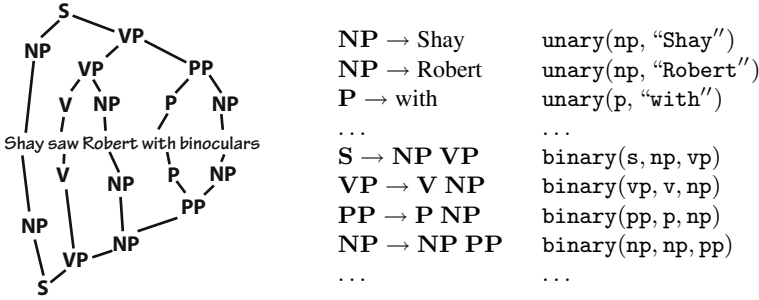 S
VP
NP
VP
PP
V
NP
P
NP
Shay saw Robert with binoculars
V
NP
P
NP
NP
PP
VP
NP
S
NP → Shay unary(np, “Shay″)
NP → Robert unary(np, “Robert″)
P → with unary(p, “with″)
... ...
S → NP VP binary(s, np, vp)
VP → V NP binary(vp, v, np)
PP → P NP binary(pp, p, np)
NP → NP PP binary(np, np, pp)
... ...